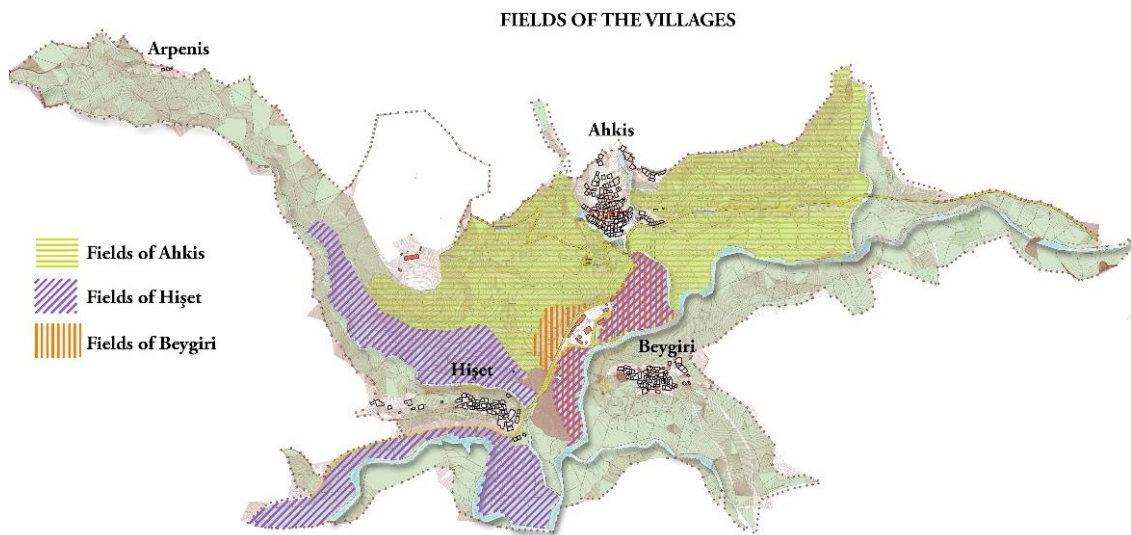 FIELDS OF THE VILLAGES
Arpenis
Ahkis
Fields of Ahkis
Fields of Hişet
Fields of Beygiri
Hişet
Beygiri